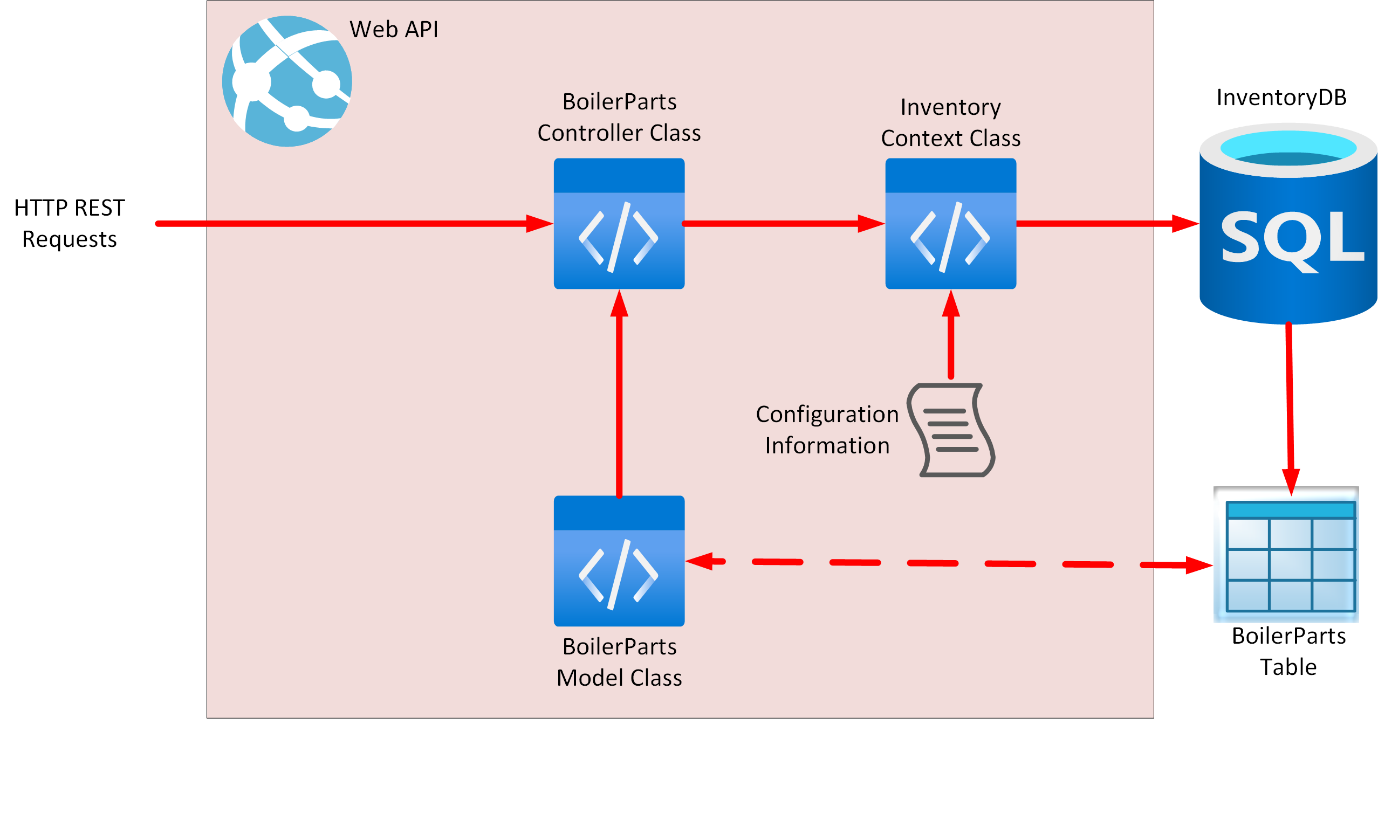 Web API
BoilerParts
Controller Class
Inventory
Context Class
InventoryDB
HTTP REST
Requests
SQL
Configuration
Information
BoilerParts
Model Class
BoilerParts
Table